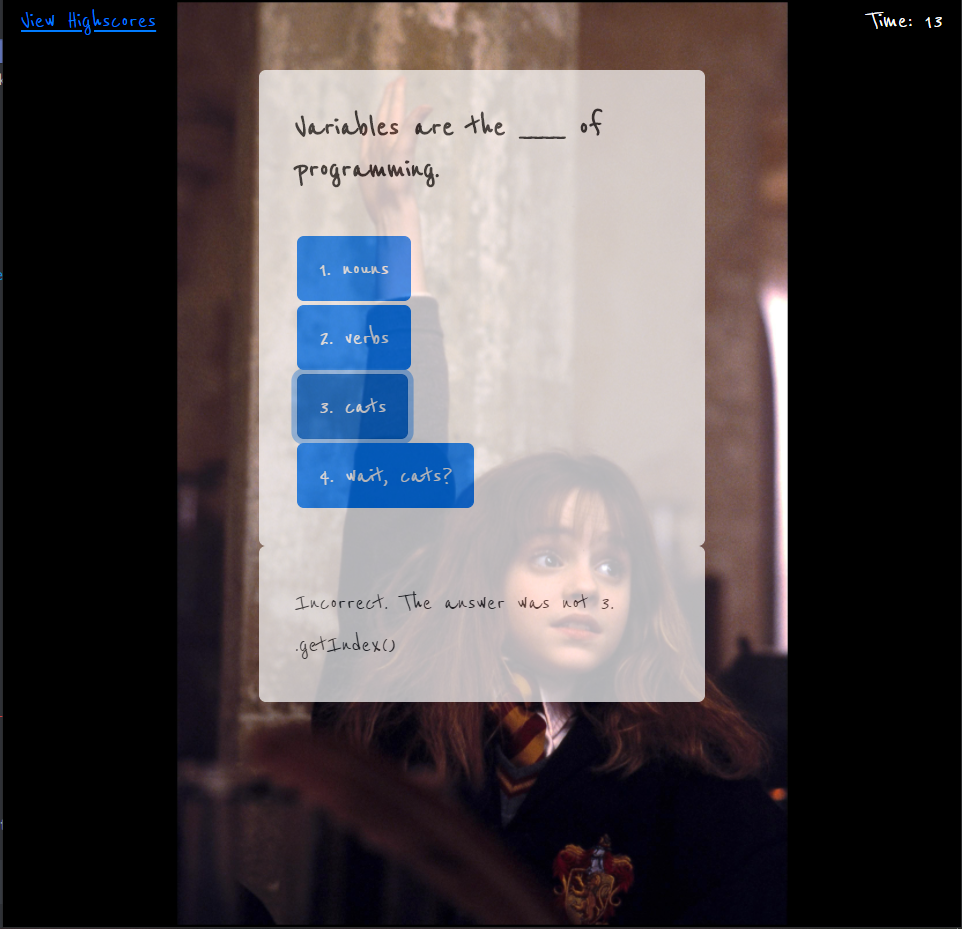 View Highscores
Time: 13
Variables are the ____ of
programming.
1. nouns
2. verbs
3. cats
4. wait, cats?
Incorrect. The answer was not 3.
.getIndex()